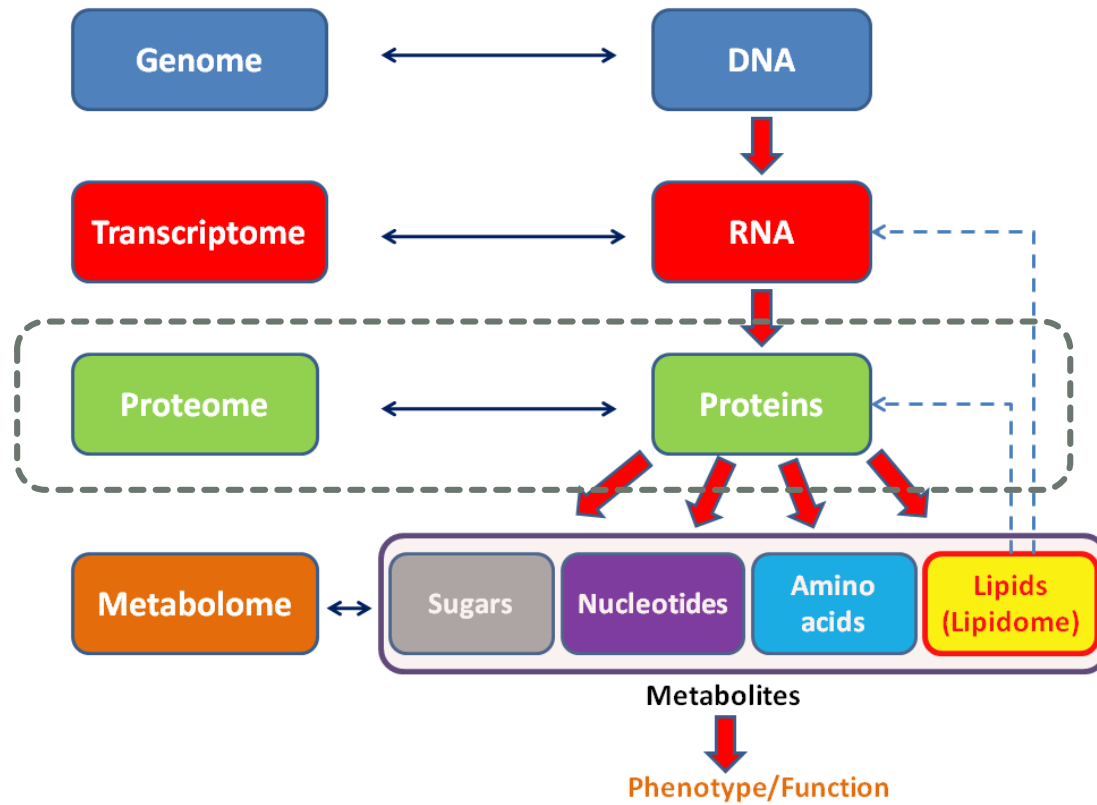 Genome
DNA
Transcriptome
RNA
Proteome
Proteins
Metabolome
Sugars
Nucleotides
Amino
acids
Lipids
(Lipidome)
Metabolites
Phenotype/Function